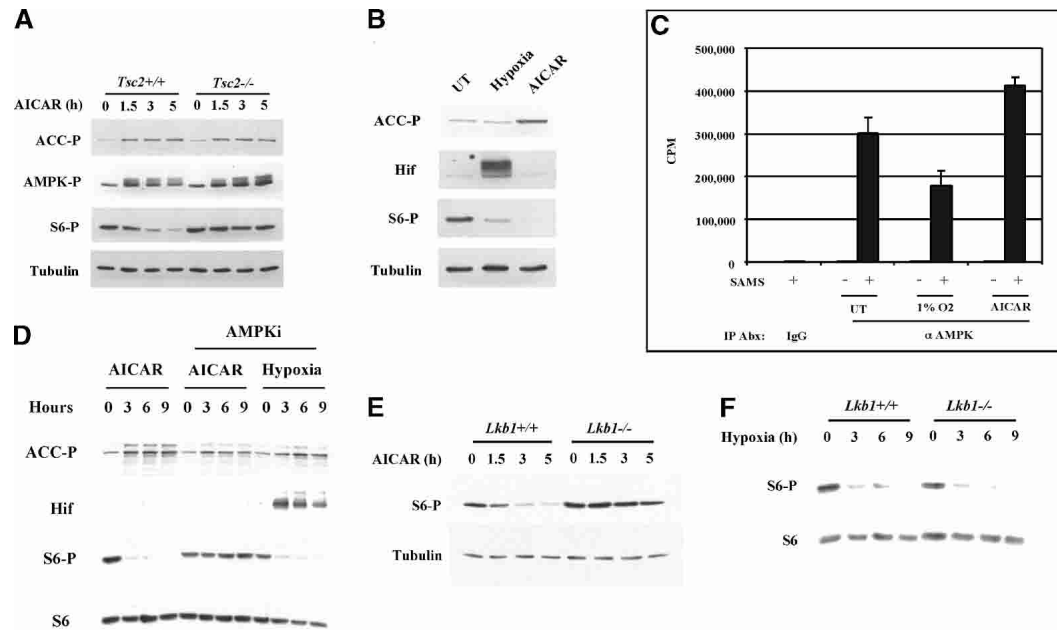 A
Tsc2+/+ Tsc2-/-
AICAR (h) 0 1.5 3 5 0 1.5 3 5
ACC-P
AMPK-P
S6-P
Tubulin
B
UT Hypoxia AICAR
ACC-P
Hif
S6-P
Tubulin
C
500,000
400,000
300,000
200,000
100,000
0
CPM
SAMS + - + - + - +
UT 1% O2 AICAR
IP Abx: IgG α AMPK
D
AMPKi
AICAR AICAR Hypoxia
Hours 0 3 6 9 0 3 6 9 0 3 6 9
ACC-P
Hif
S6-P
S6
E
Lkb1+/+ Lkb1-/-
AICAR (h) 0 1.5 3 5 0 1.5 3 5
S6-P
Tubulin
F
Lkb1+/+ Lkb1-/-
Hypoxia (h) 0 3 6 9 0 3 6 9
S6-P
S6